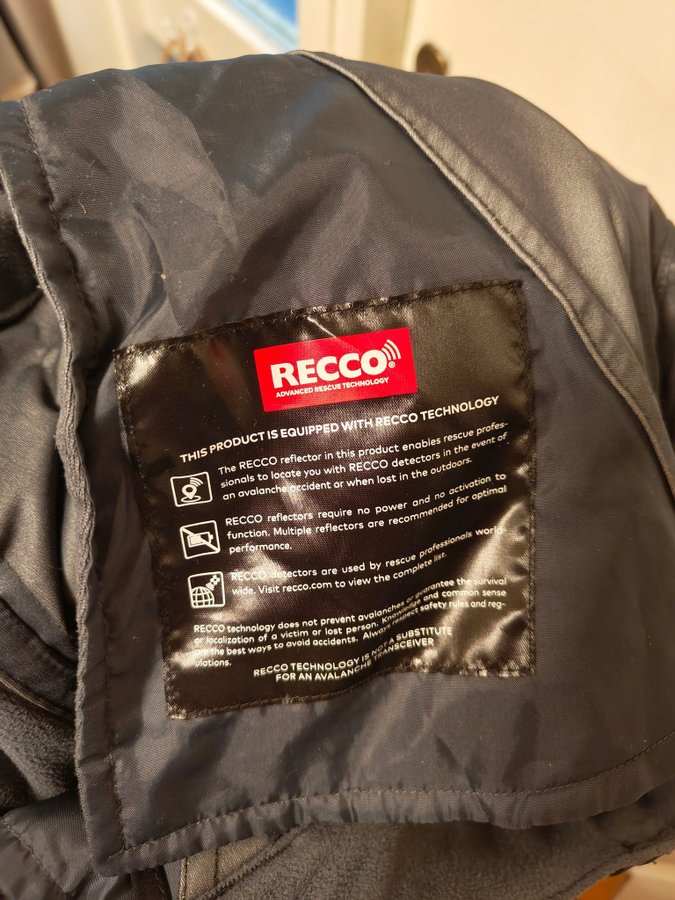 RECCO®
ADVANCED RESCUE TECHNOLOGY
THIS PRODUCT IS EQUIPPED WITH RECCO TECHNOLOGY
The RECCO reflector in this product enables rescue profes-
sionals to locate you with RECCO detectors in the event of
an avalanche accident or when lost in the outdoors.
RECCO reflectors require no power and no activation to
function. Multiple reflectors are recommended for optimal
performance.
RECCO detectors are used by rescue professionals world
wide. Visit recco.com to view the complete list.
RECCO technology does not prevent avalanches or guarantee the survival
or localization of a victim or lost person. Knowledge and common sense
are the best ways to avoid accidents. Always respect safety rules and reg-
ulations.
RECCO TECHNOLOGY IS NOT A SUBSTITUTE
FOR AN AVALANCHE TRANSCEIVER